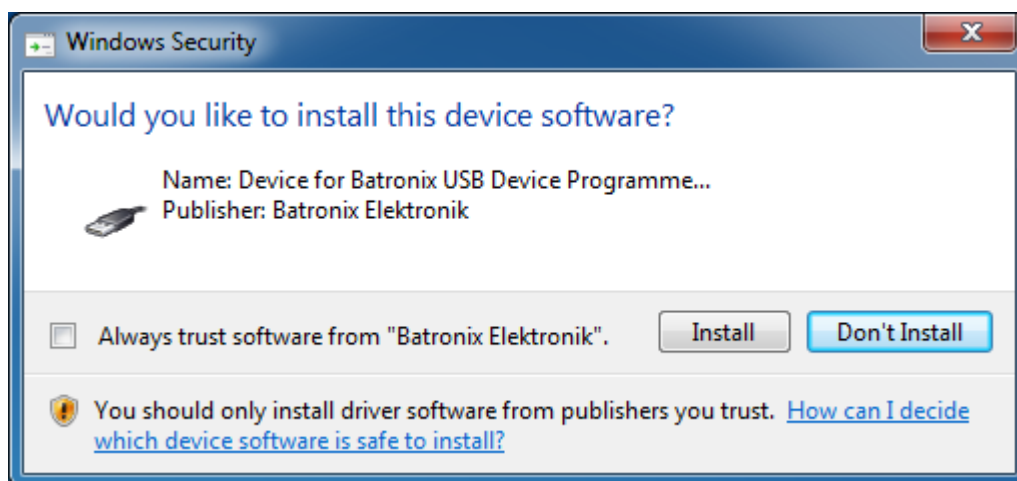 Windows Security
Would you like to install this device software?
Name: Device for Batronix USB Device Programme...
Publisher: Batronix Elektronik
Always trust software from "Batronix Elektronik".
Install
Don't Install
You should only install driver software from publishers you trust. How can I decide
which device software is safe to install?